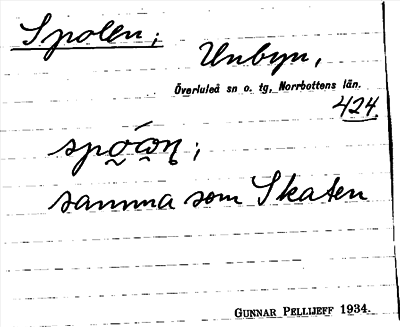 Spolen;
Unbyn,
Överluleå sn o. tg, Norrbottens län.
424.
samma som Skaten
GUNNAR PELLIJEFF 1934.